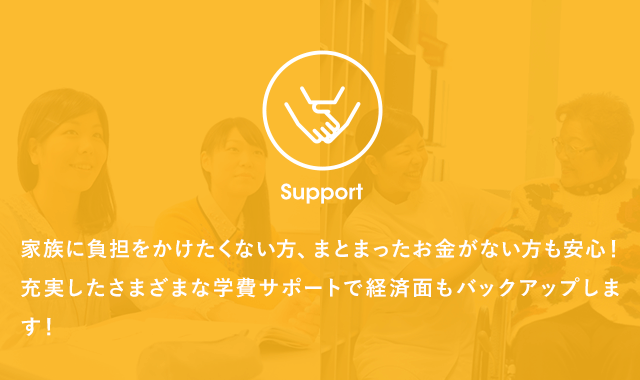 Support
家族に負担をかけたくない方、まとまったお金がない方も安心！
充実したさまざまな学費サポートで経済面もバックアップしま
す！